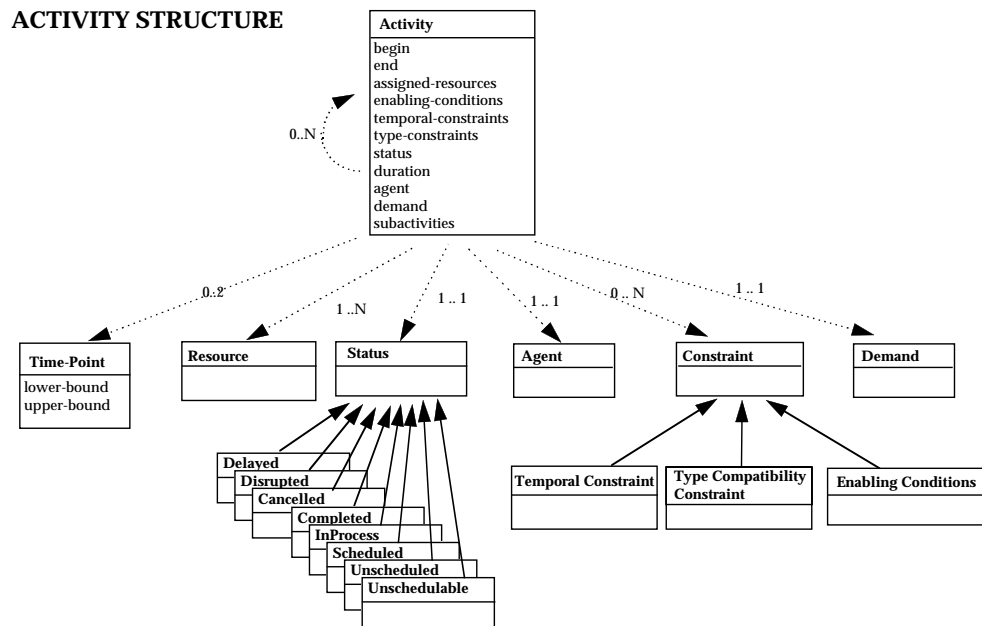 ACTIVITY STRUCTURE
Activity
begin
end
assigned-resources
enabling-conditions
temporal-constraints
type-constraints
status
duration
agent
demand
subactivities
0..N
0..2
1 ..N
1 .. 1
1 .. 1
0 .. N
1 .. 1
Time-Point
lower-bound
upper-bound
Resource
Status
Agent
Constraint
Demand
Delayed
Disrupted
Cancelled
Completed
InProcess
Scheduled
Unscheduled
Unschedulable
Temporal Constraint
Type Compatibility
Constraint
Enabling Conditions